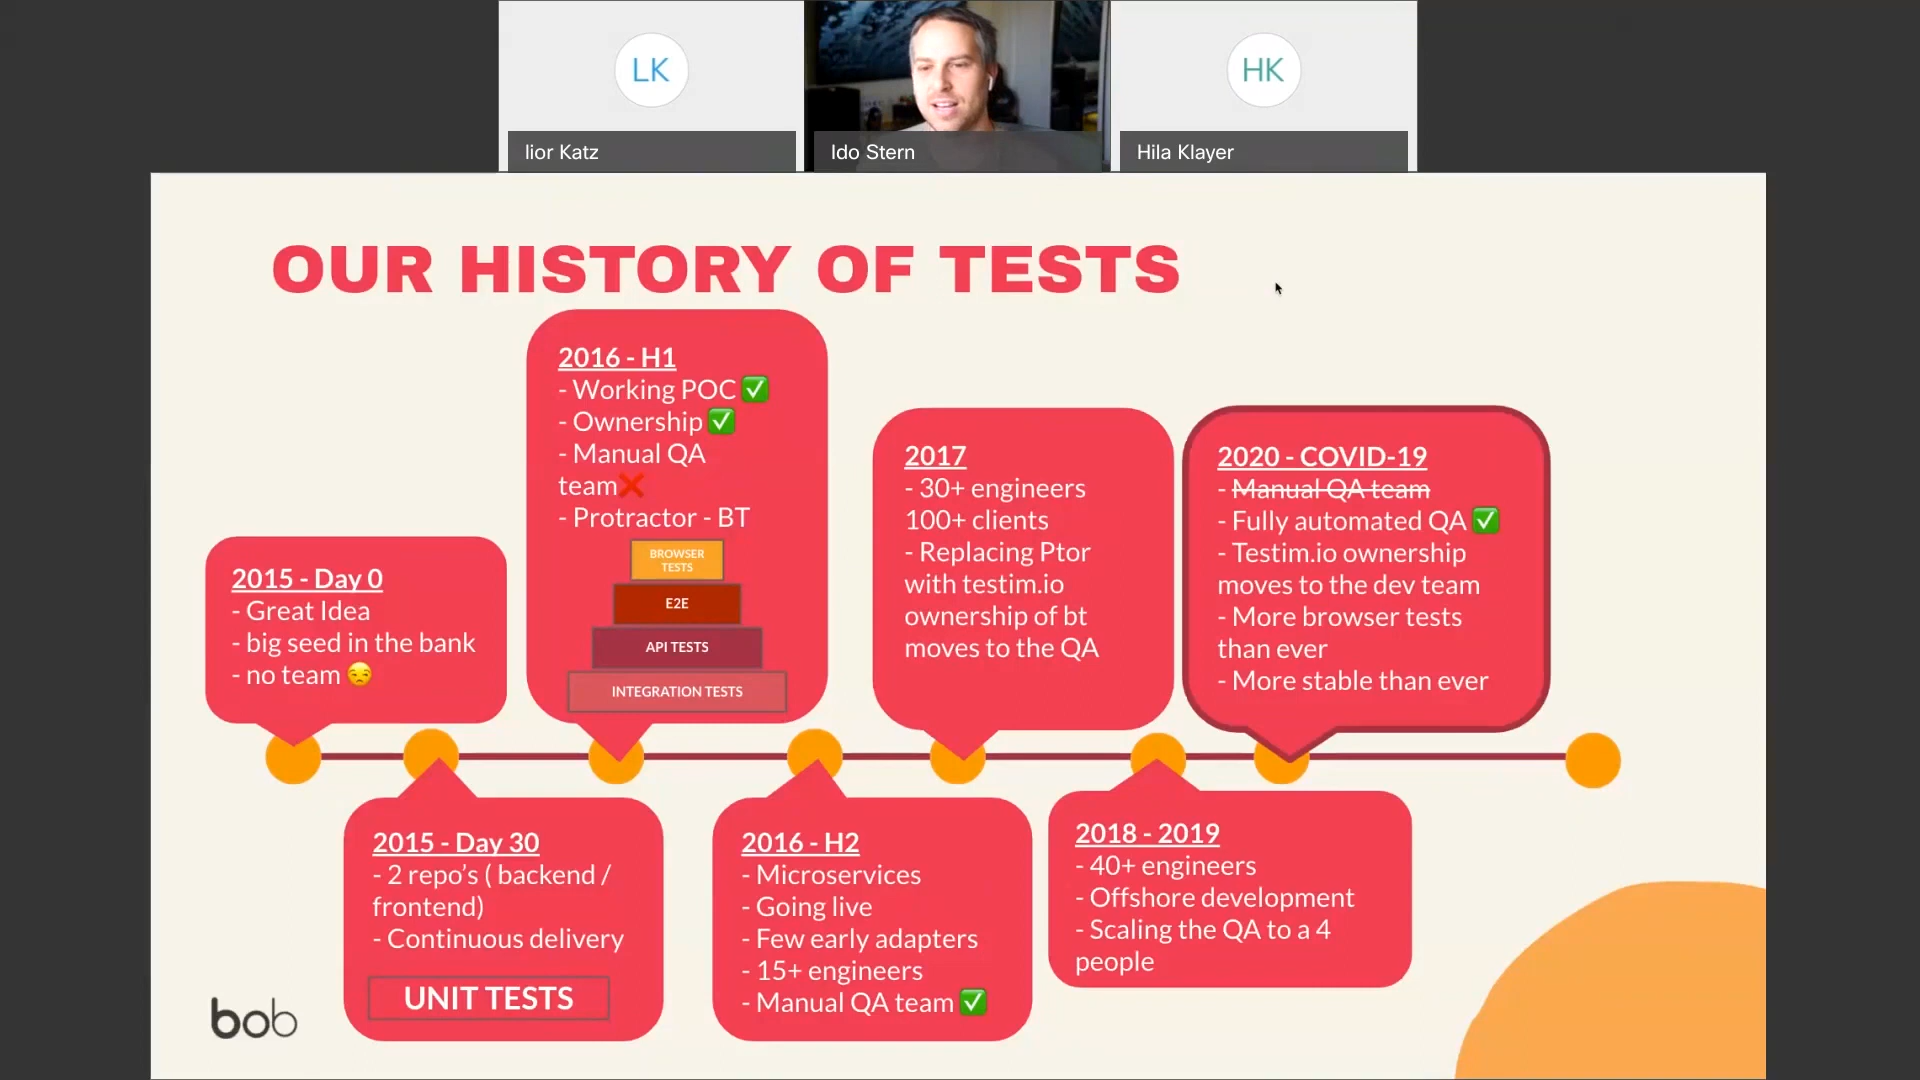 LK
HK
lior Katz
Ido Stern
Hila Klayer
OUR HISTORY OF TESTS
2015 - Day 0
- Great Idea
- big seed in the bank
- no team 😒
2015 - Day 30
- 2 repo's ( backend /
frontend)
- Continuous delivery
UNIT TESTS
2016 - H1
- Working POC ✅
- Ownership ✅
- Manual QA
team❌
- Protractor - BT
BROWSER
TESTS
E2E
API TESTS
INTEGRATION TESTS
2016 - H2
- Microservices
- Going live
- Few early adapters
- 15+ engineers
- Manual QA team ✅
2017
- 30+ engineers
100+ clients
- Replacing Ptor
with testim.io
ownership of bt
moves to the QA
2018 - 2019
- 40+ engineers
- Offshore development
- Scaling the QA to a 4
people
2020 - COVID-19
- Manual QA team
- Fully automated QA ✅
- Testim.io ownership
moves to the dev team
- More browser tests
than ever
- More stable than ever
bob